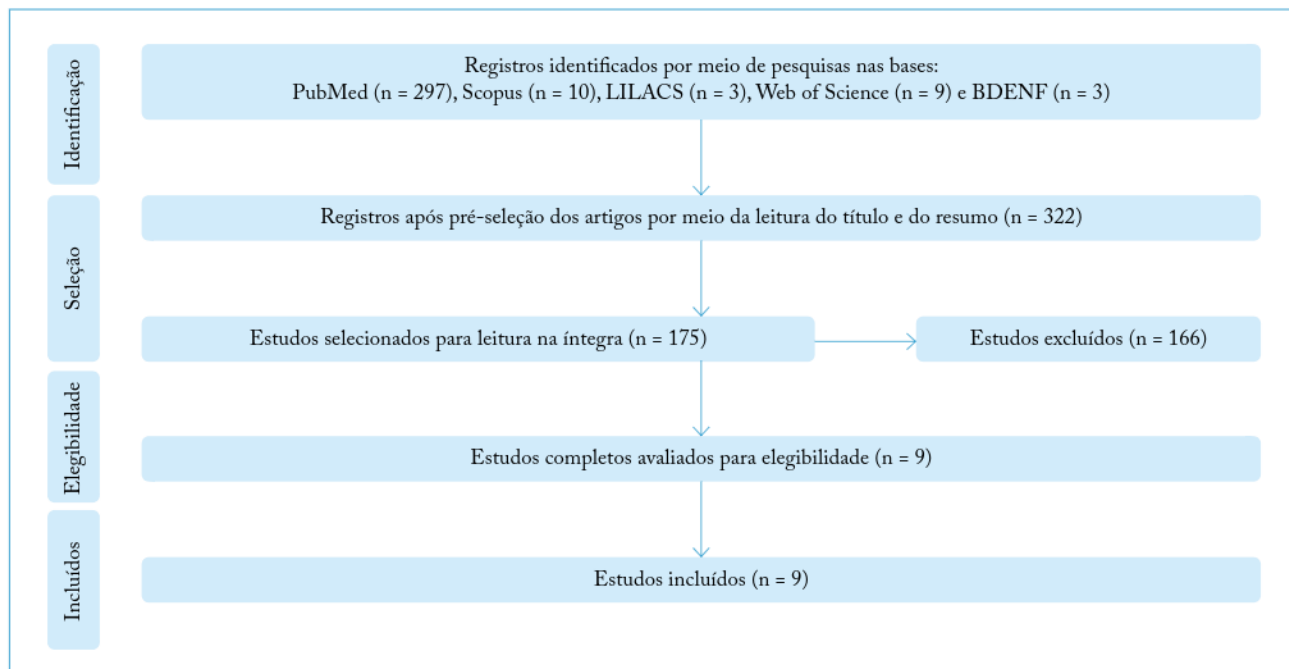 Identificação
Registros identificados por meio de pesquisas nas bases:
PubMed (n = 297), Scopus (n = 10), LILACS (n = 3), Web of Science (n = 9) e BDENF (n = 3)
Seleção
Registros após pré-seleção dos artigos por meio da leitura do título e do resumo (n = 322)
Estudos selecionados para leitura na íntegra (n = 175)
Estudos excluídos (n = 166)
Elegibilidade
Estudos completos avaliados para elegibilidade (n = 9)
Incluídos
Estudos incluídos (n = 9)